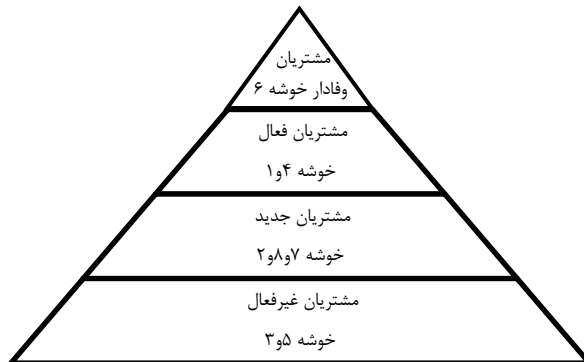 مشتریان
وفادار خوشه ۶
مشتریان فعال
خوشه ۴و۱
مشتریان جدید
خوشه ۷و۸و۲
مشتریان غیرفعال
خوشه ۵و۳